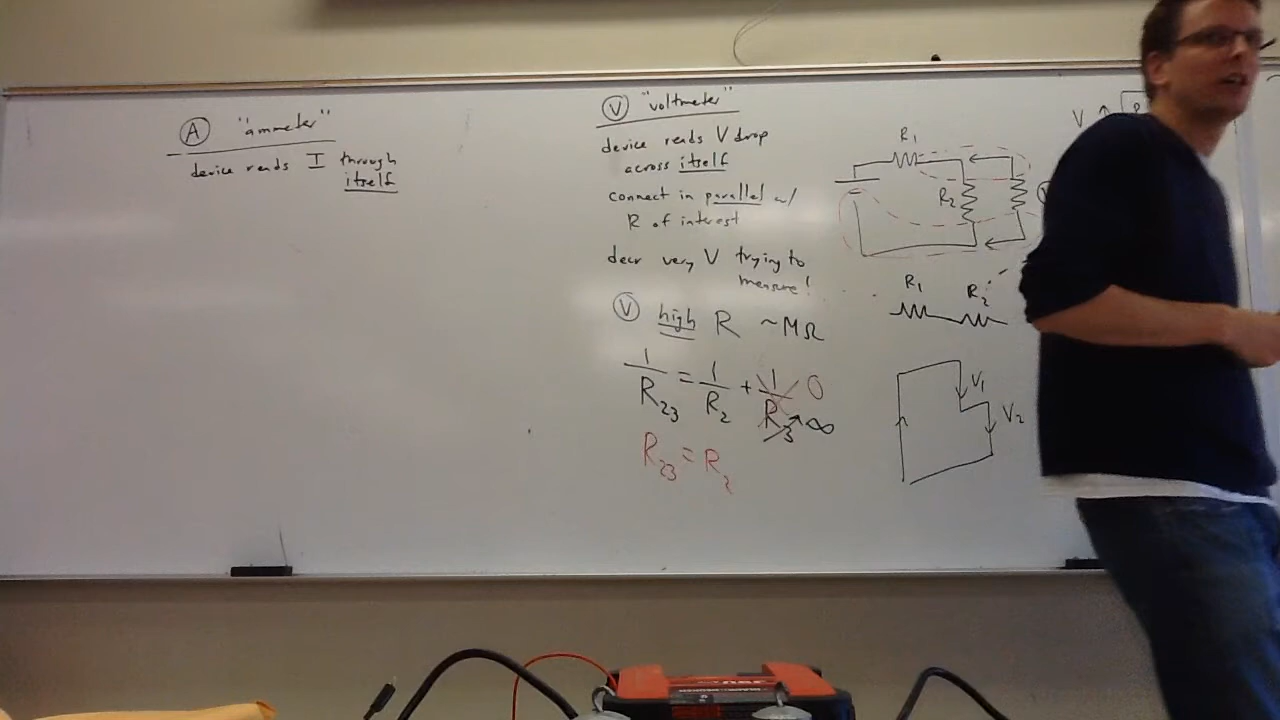 A "ammeter"
device reads I through
itself
V "voltmeter"
device reads V drop
across itself
connect in parallel w/
R of interest
decr very V trying to
measure!
V high R ~MΩ
1/R₂₃ = 1/R₂ + 1/R₃ 0
∞
R₂₃ = R₂
V
R₁
R₂
R₁
R₂
V₁
V₂